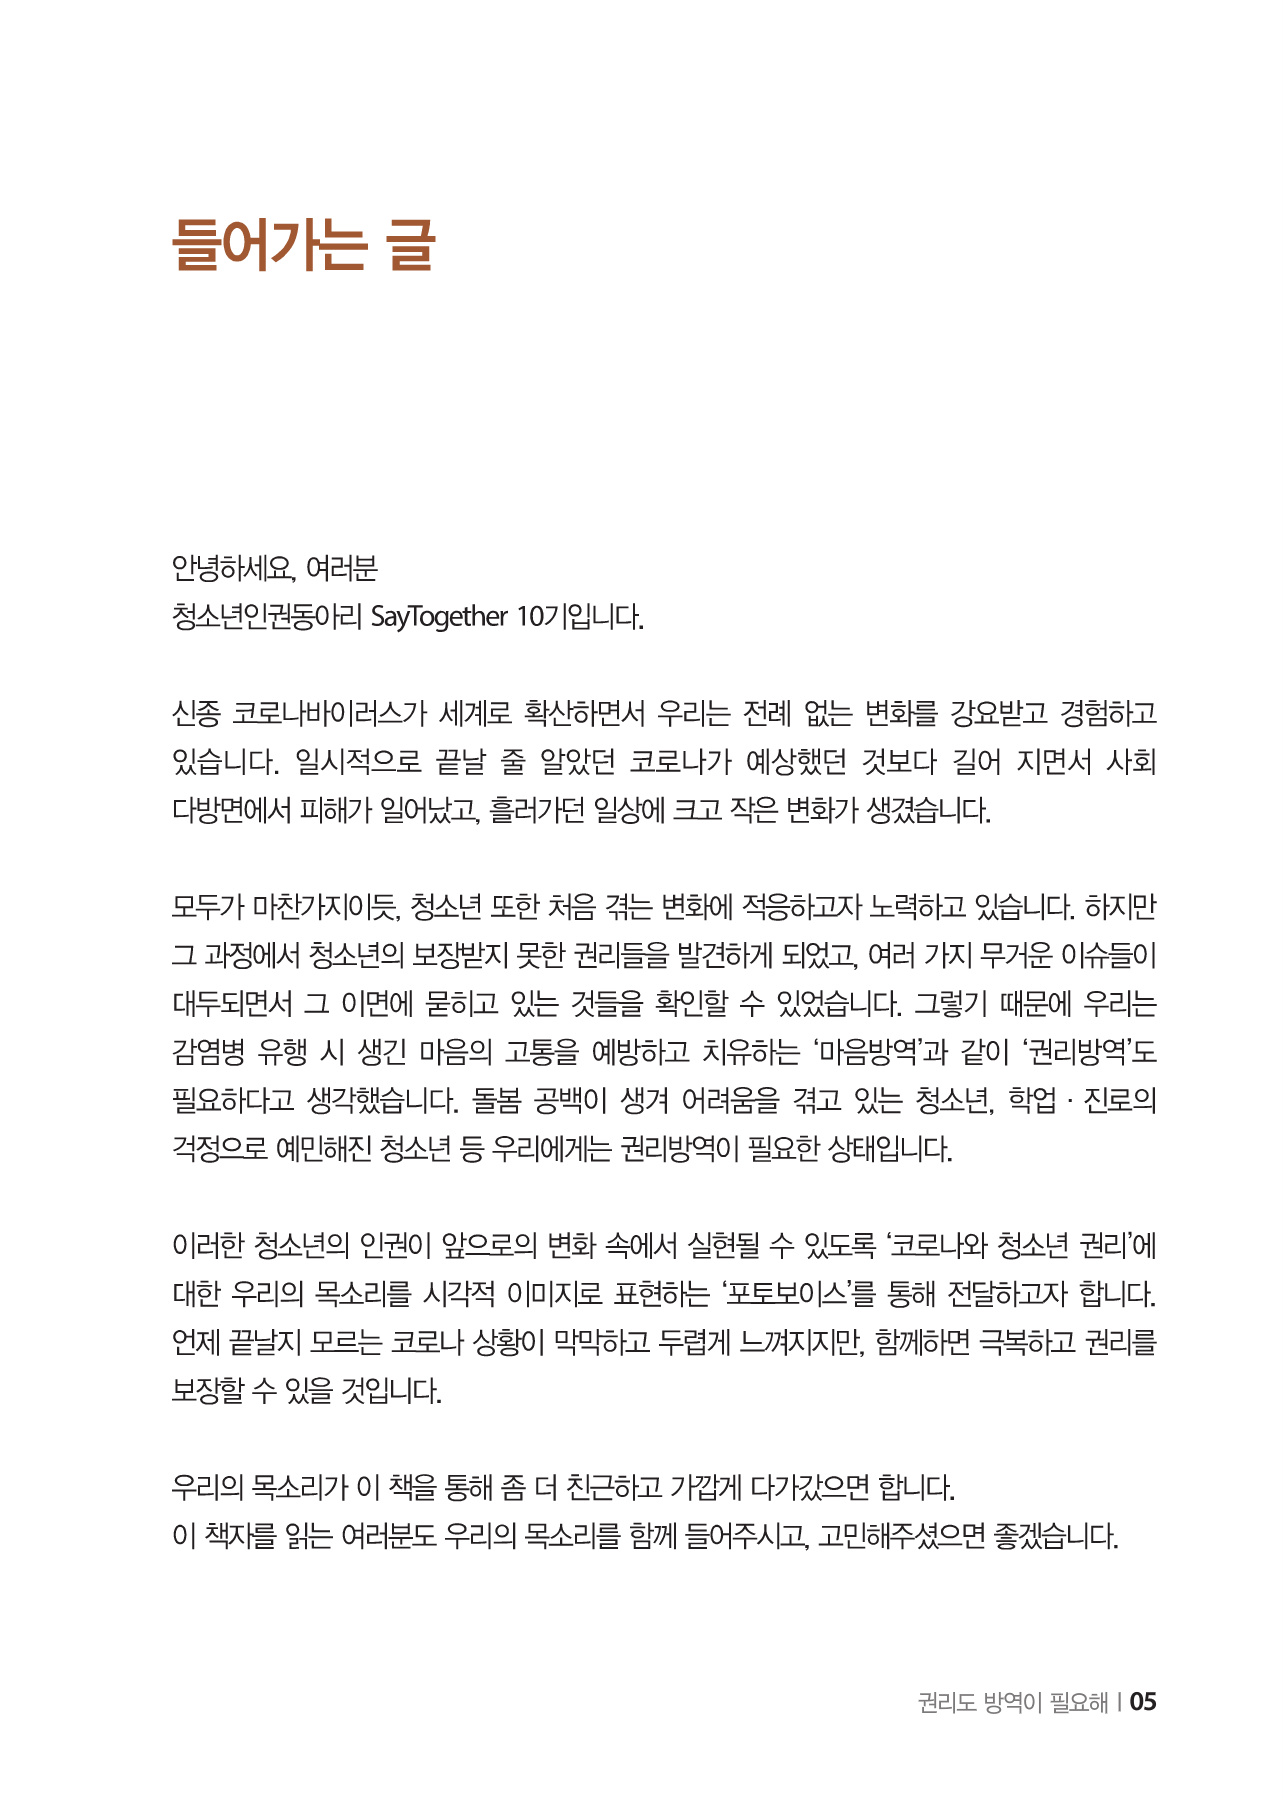 들어가는 글
안녕하세요, 여러분
청소년인권동아리 SayTogether 10기입니다.
신종 코로나바이러스가 세계로 확산하면서 우리는 전례 없는 변화를 강요받고 경험하고
있습니다. 일시적으로 끝날 줄 알았던 코로나가 예상했던 것보다 길어 지면서 사회
다방면에서 피해가 일어났고, 흘러가던 일상에 크고 작은 변화가 생겼습니다.
모두가 마찬가지이듯, 청소년 또한 처음 겪는 변화에 적응하고자 노력하고 있습니다. 하지만
그 과정에서 청소년의 보장받지 못한 권리들을 발견하게 되었고, 여러 가지 무거운 이슈들이
대두되면서 그 이면에 묻히고 있는 것들을 확인할 수 있었습니다. 그렇기 때문에 우리는
감염병 유행 시 생긴 마음의 고통을 예방하고 치유하는 ‘마음방역’과 같이 ‘권리방역’도
필요하다고 생각했습니다. 돌봄 공백이 생겨 어려움을 겪고 있는 청소년, 학업 · 진로의
걱정으로 예민해진 청소년 등 우리에게는 권리방역이 필요한 상태입니다.
이러한 청소년의 인권이 앞으로의 변화 속에서 실현될 수 있도록 ‘코로나와 청소년 권리’에
대한 우리의 목소리를 시각적 이미지로 표현하는 ‘포토보이스’를 통해 전달하고자 합니다.
언제 끝날지 모르는 코로나 상황이 막막하고 두렵게 느껴지지만, 함께하면 극복하고 권리를
보장할 수 있을 것입니다.
우리의 목소리가 이 책을 통해 좀 더 친근하고 가깝게 다가갔으면 합니다.
이 책자를 읽는 여러분도 우리의 목소리를 함께 들어주시고, 고민해주셨으면 좋겠습니다.
권리도 방역이 필요해 | 05